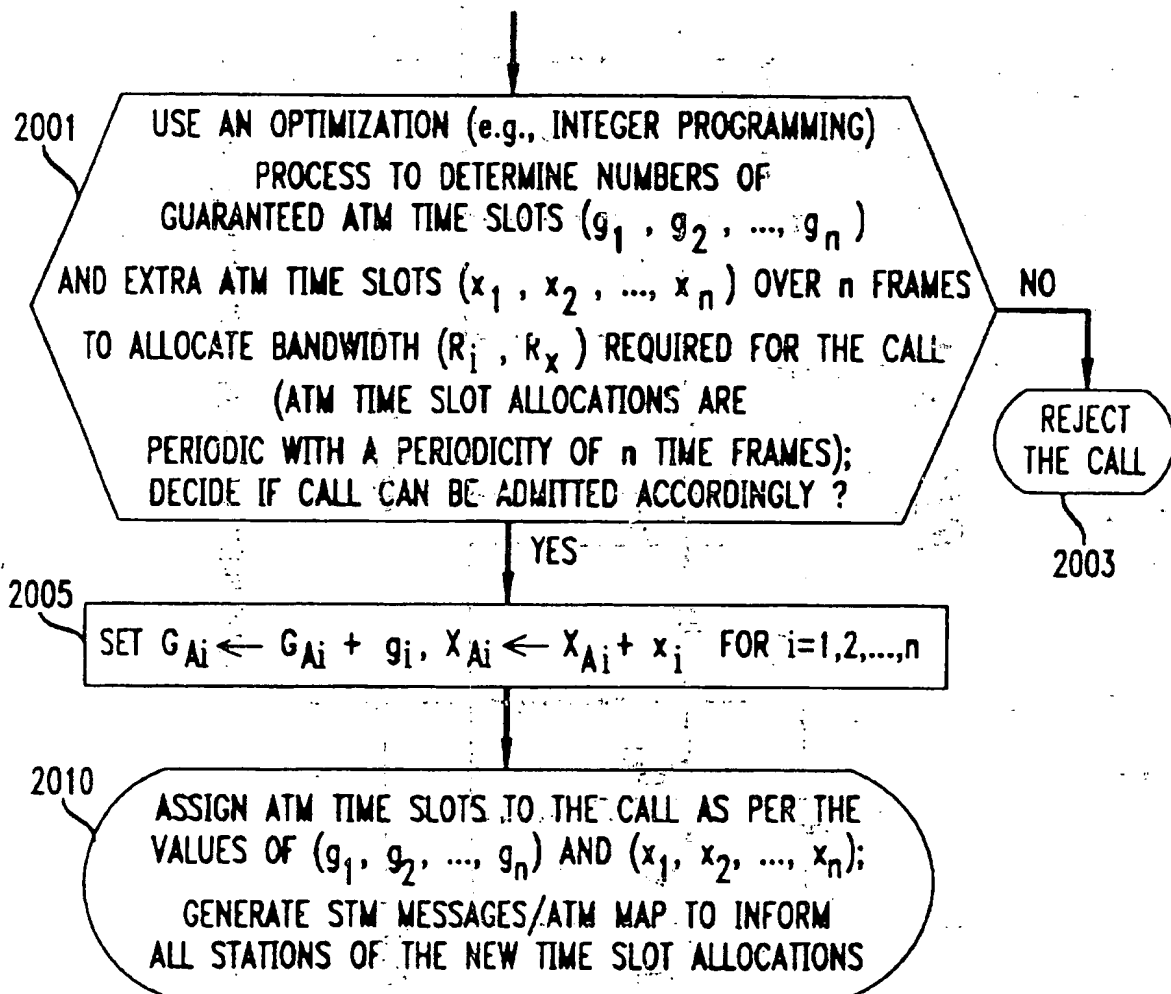 2001
USE AN OPTIMIZATION (e.g., INTEGER PROGRAMMING)
PROCESS TO DETERMINE NUMBERS OF
GUARANTEED ATM TIME SLOTS (g₁ , g₂ , ..., gₙ )
AND EXTRA ATM TIME SLOTS (x₁ , x₂ , ..., xₙ ) OVER n FRAMES
TO ALLOCATE BANDWIDTH (Rᵢ , Rₓ ) REQUIRED FOR THE CALL
(ATM TIME SLOT ALLOCATIONS ARE
PERIODIC WITH A PERIODICITY OF n TIME FRAMES);
DECIDE IF CALL CAN BE ADMITTED ACCORDINGLY ?
NO
REJECT
THE CALL
2003
YES
2005
SET G_Ai ← G_Ai + gᵢ, X_Ai ← X_Ai + xᵢ FOR i=1,2,...,n
2010
ASSIGN ATM TIME SLOTS TO THE CALL AS PER THE
VALUES OF (g₁, g₂, ..., gₙ) AND (x₁, x₂, ..., xₙ);
GENERATE STM MESSAGES/ATM MAP TO INFORM
ALL STATIONS OF THE NEW TIME SLOT ALLOCATIONS